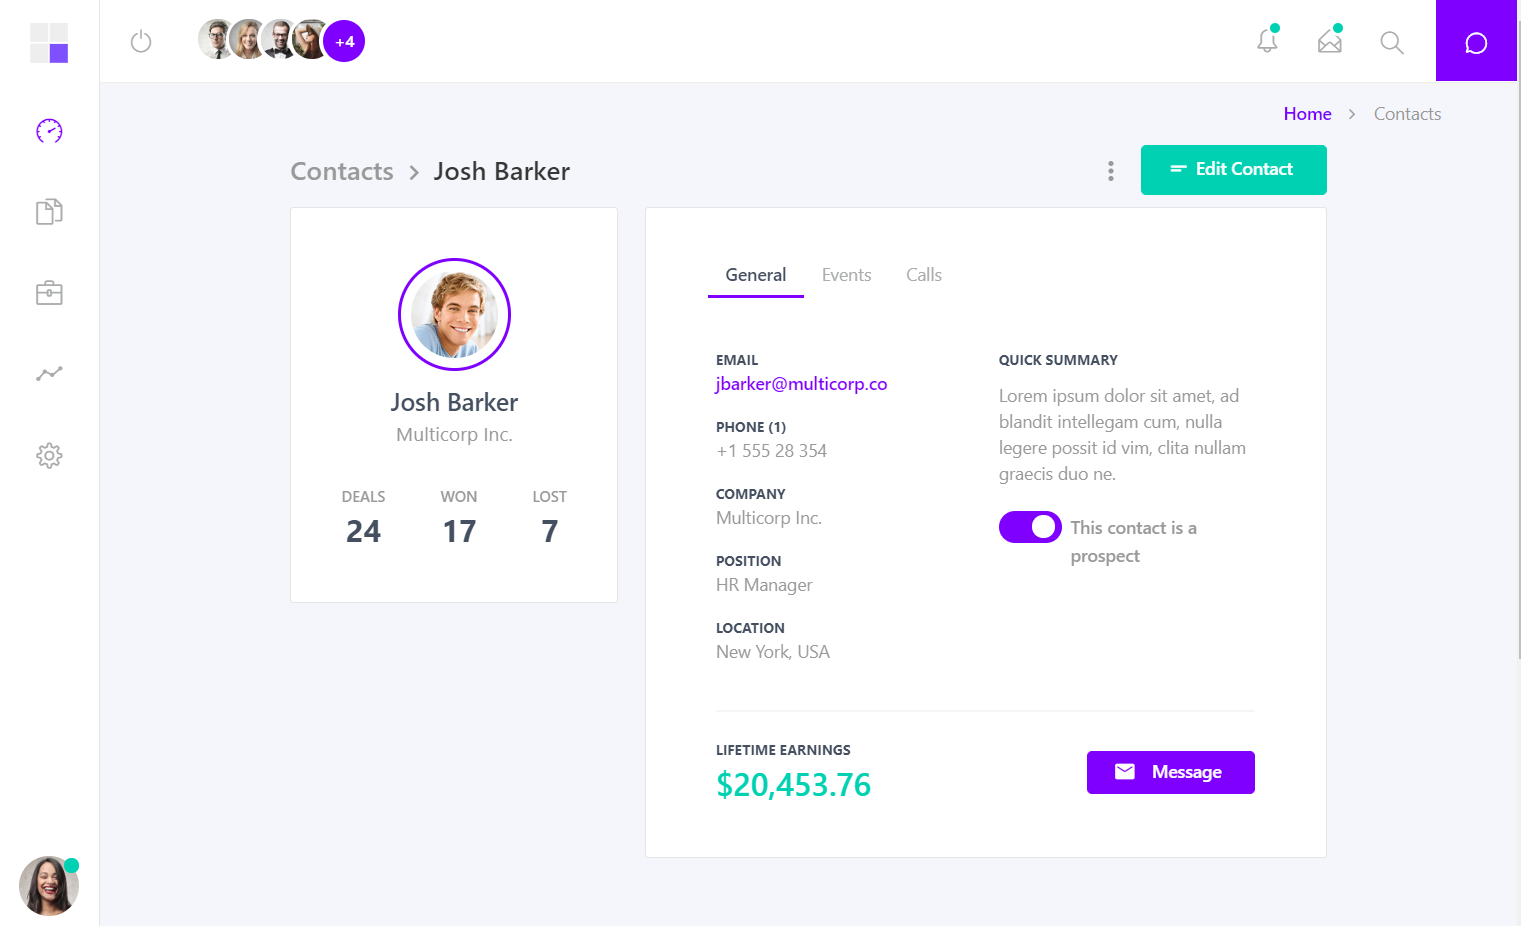 +4
Home > Contacts
Contacts > Josh Barker
Edit Contact
Josh Barker
Multicorp Inc.
DEALS WON LOST
24 17 7
General Events Calls
EMAIL
jbarker@multicorp.co
PHONE (1)
+1 555 28 354
COMPANY
Multicorp Inc.
POSITION
HR Manager
LOCATION
New York, USA
QUICK SUMMARY
Lorem ipsum dolor sit amet, ad
blandit intellegam cum, nulla
legere possit id vim, clita nullam
graecis duo ne.
This contact is a
prospect
LIFETIME EARNINGS
$20,453.76
Message